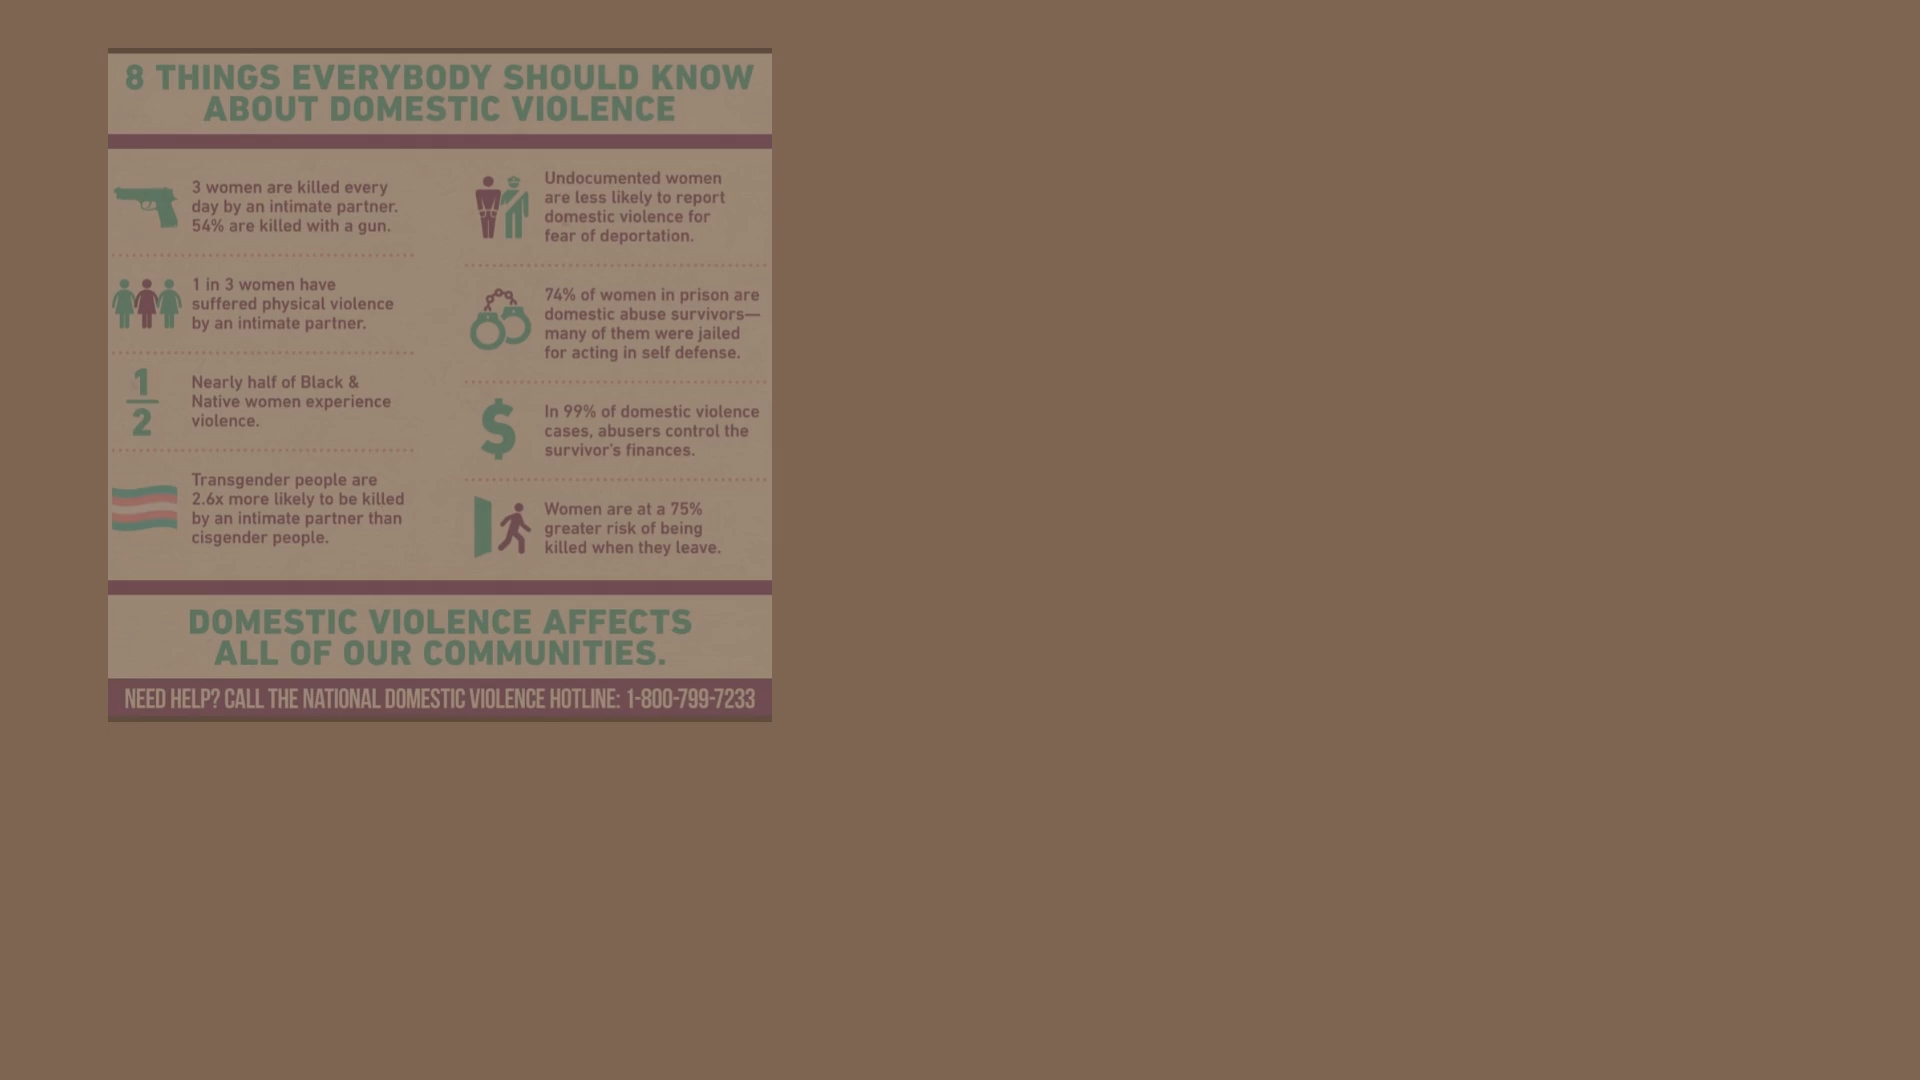 8 THINGS EVERYBODY SHOULD KNOW
ABOUT DOMESTIC VIOLENCE
3 women are killed every
day by an intimate partner.
54% are killed with a gun.
1 in 3 women have
suffered physical violence
by an intimate partner.
1
2
Nearly half of Black &
Native women experience
violence.
Transgender people are
2.6x more likely to be killed
by an intimate partner than
cisgender people.
Undocumented women
are less likely to report
domestic violence for
fear of deportation.
74% of women in prison are
domestic abuse survivors—
many of them were jailed
for acting in self defense.
$
In 99% of domestic violence
cases, abusers control the
survivor's finances.
Women are at a 75%
greater risk of being
killed when they leave.
DOMESTIC VIOLENCE AFFECTS
ALL OF OUR COMMUNITIES.
NEED HELP? CALL THE NATIONAL DOMESTIC VIOLENCE HOTLINE: 1-800-799-7233